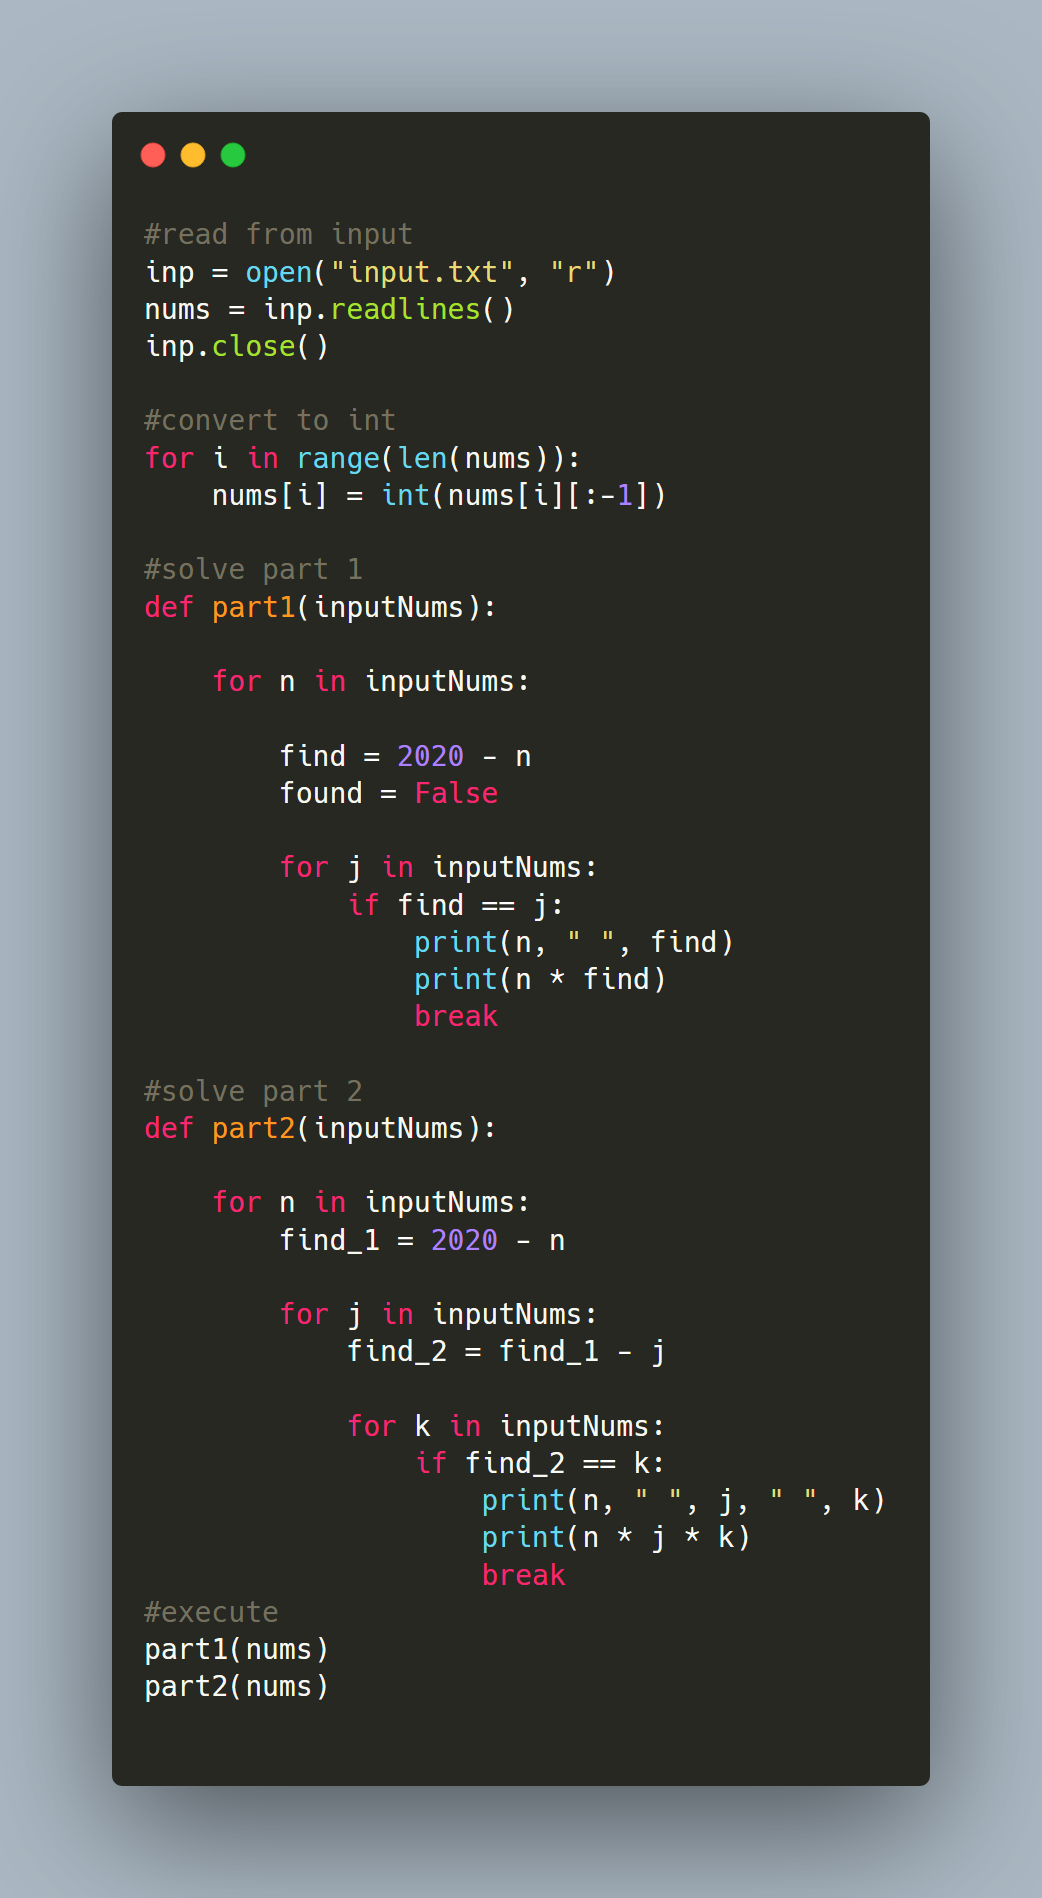 #read from input
inp = open("input.txt", "r")
nums = inp.readlines()
inp.close()

#convert to int
for i in range(len(nums)):
    nums[i] = int(nums[i][:-1])

#solve part 1
def part1(inputNums):

    for n in inputNums:

        find = 2020 - n
        found = False

        for j in inputNums:
            if find == j:
                print(n, " ", find)
                print(n * find)
                break

#solve part 2
def part2(inputNums):

    for n in inputNums:
        find_1 = 2020 - n

        for j in inputNums:
            find_2 = find_1 - j

            for k in inputNums:
                if find_2 == k:
                    print(n, " ", j, " ", k)
                    print(n * j * k)
                    break
#execute
part1(nums)
part2(nums)